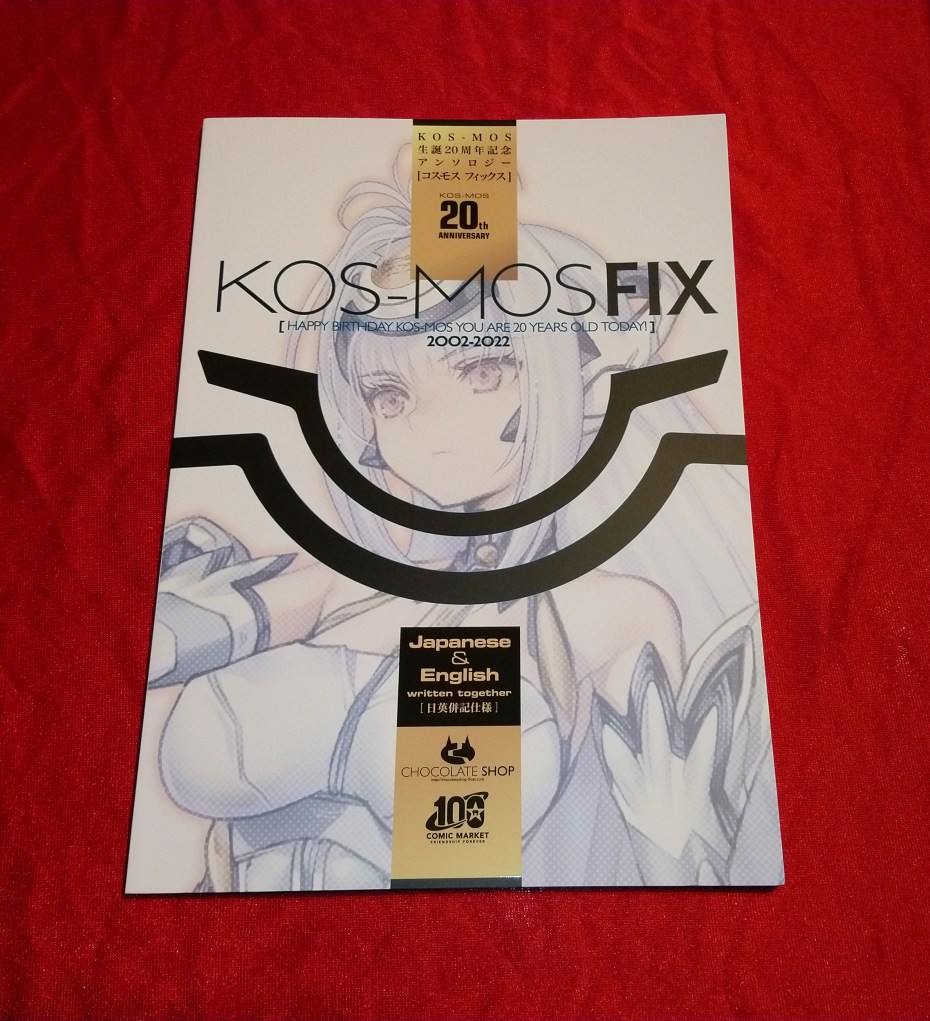 KOS-MOS
生誕20周年記念
アンソロジー
[コスモス フィックス]
KOS-MOS
20th
ANNIVERSARY
KOS-MOSFIX
[ HAPPY BIRTHDAY KOS-MOS YOU ARE 20 YEARS OLD TODAY! ]
2002-2022
Japanese
&
English
written together
[ 日英併記仕様 ]
CHOCOLATE SHOP
100
COMIC MARKET
FRIENDSHIP FOREVER